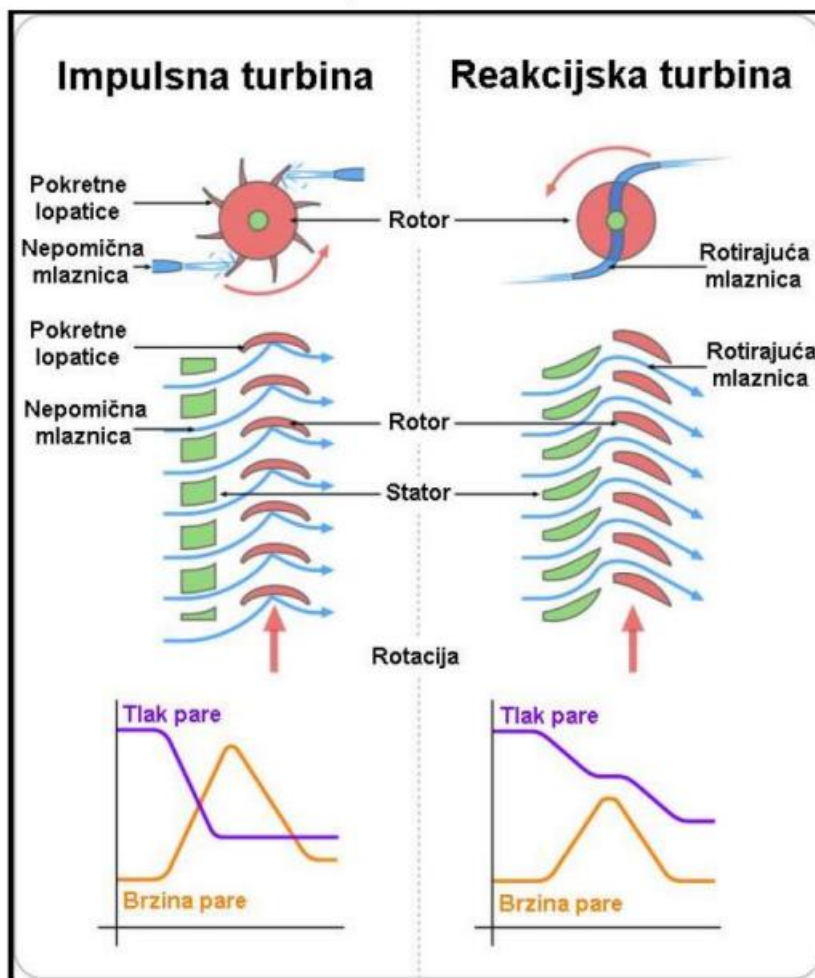 Impulsna turbina
Reakcijska turbina
Pokretne
lopatice
Nepomična
mlaznica
Rotor
Rotirajuća
mlaznica
Pokretne
lopatice
Nepomična
mlaznica
Rotirajuća
mlaznica
Rotor
Stator
Rotacija
Tlak pare
Brzina pare
Tlak pare
Brzina pare